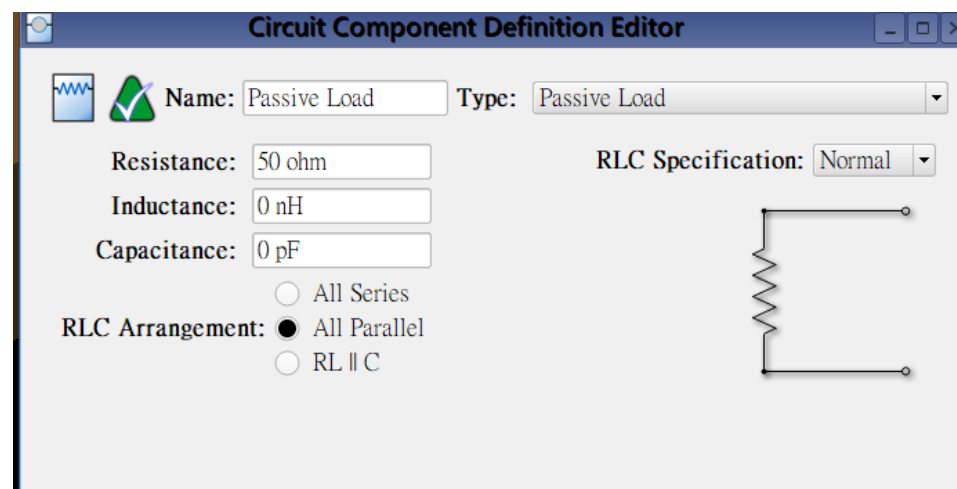 Circuit Component Definition Editor
Name: Passive Load Type: Passive Load
Resistance: 50 ohm RLC Specification: Normal
Inductance: 0 nH
Capacitance: 0 pF
All Series
RLC Arrangement: All Parallel
RL || C